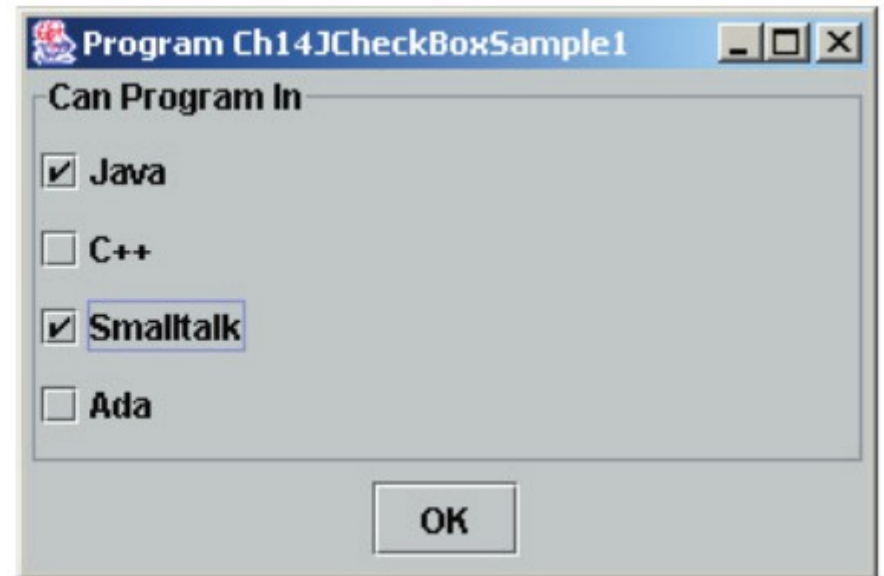 Program Ch14JCheckBoxSample1
Can Program In
Java
C++
Smalltalk
Ada
OK